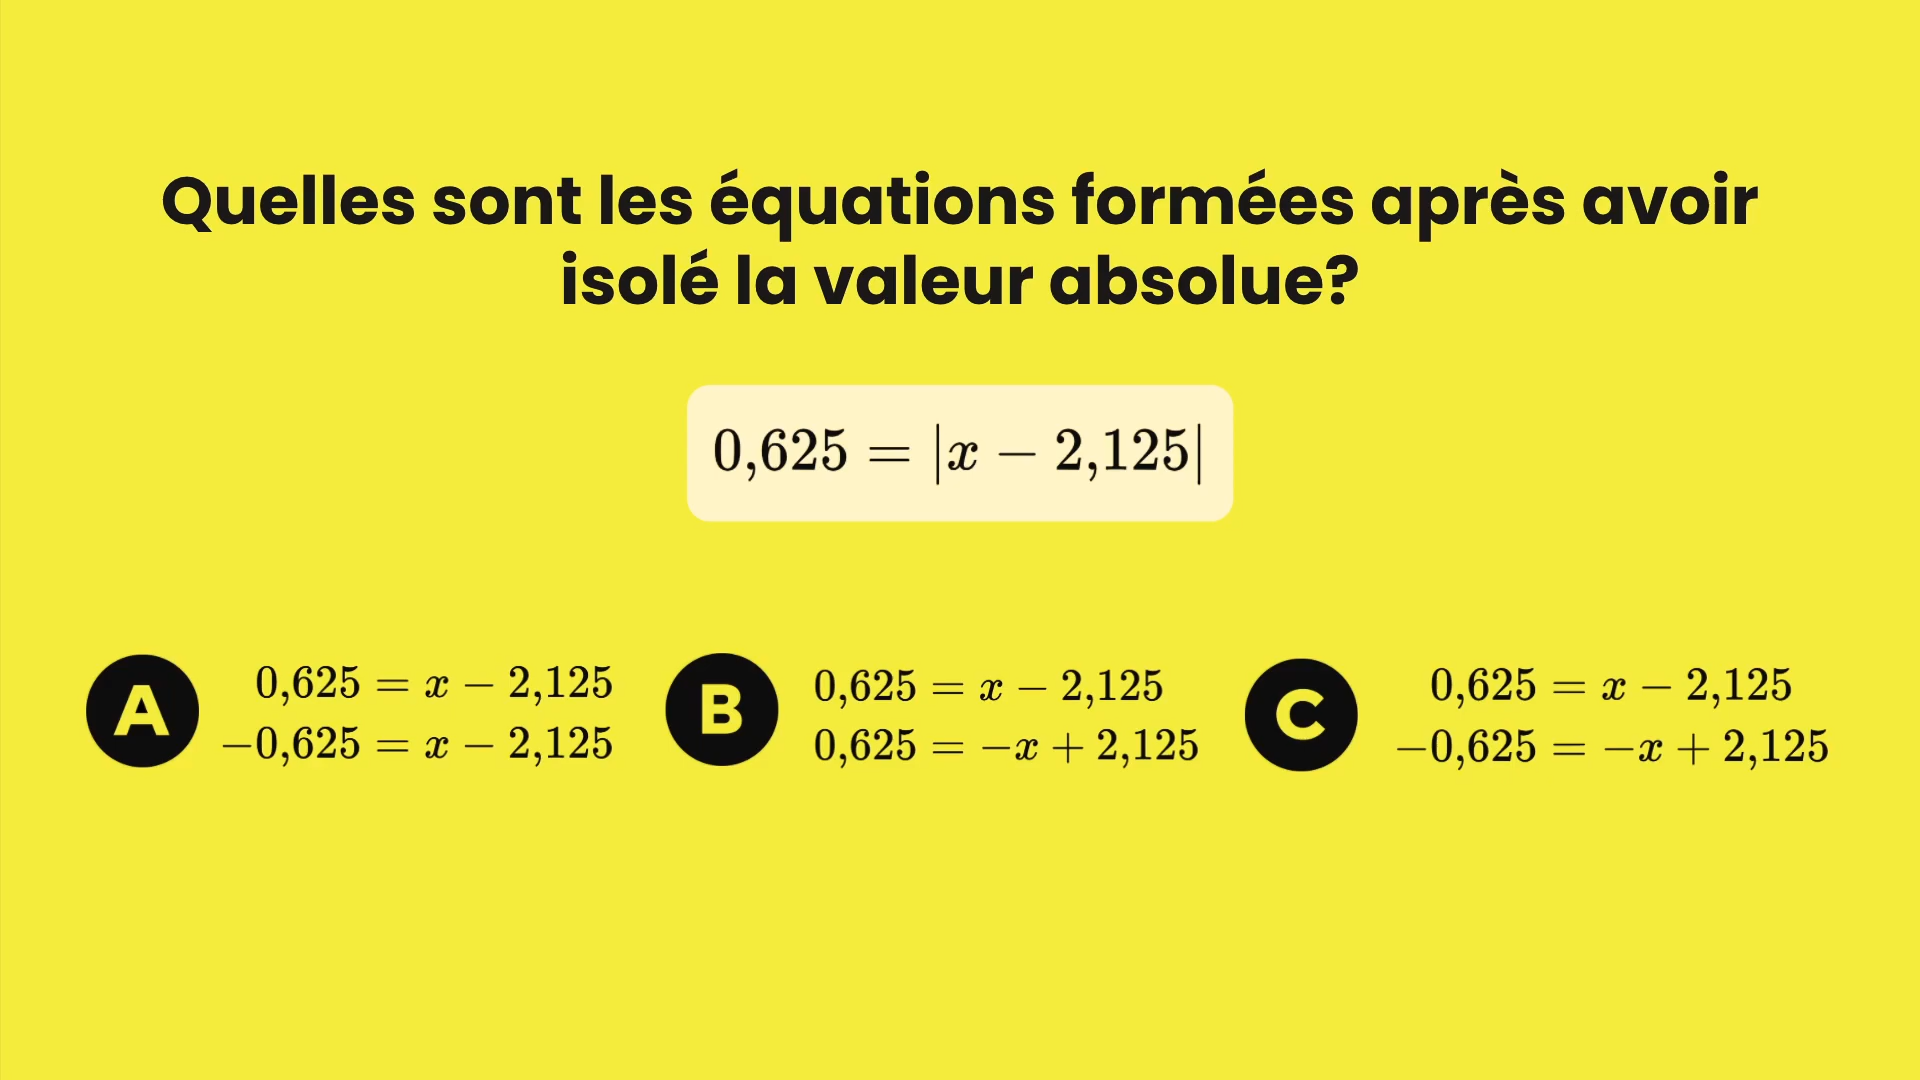 Quelles sont les équations formées après avoir
isolé la valeur absolue?
0,625 = |x − 2,125|
A
0,625 = x − 2,125
−0,625 = x − 2,125
B
0,625 = x − 2,125
0,625 = −x + 2,125
C
0,625 = x − 2,125
−0,625 = −x + 2,125